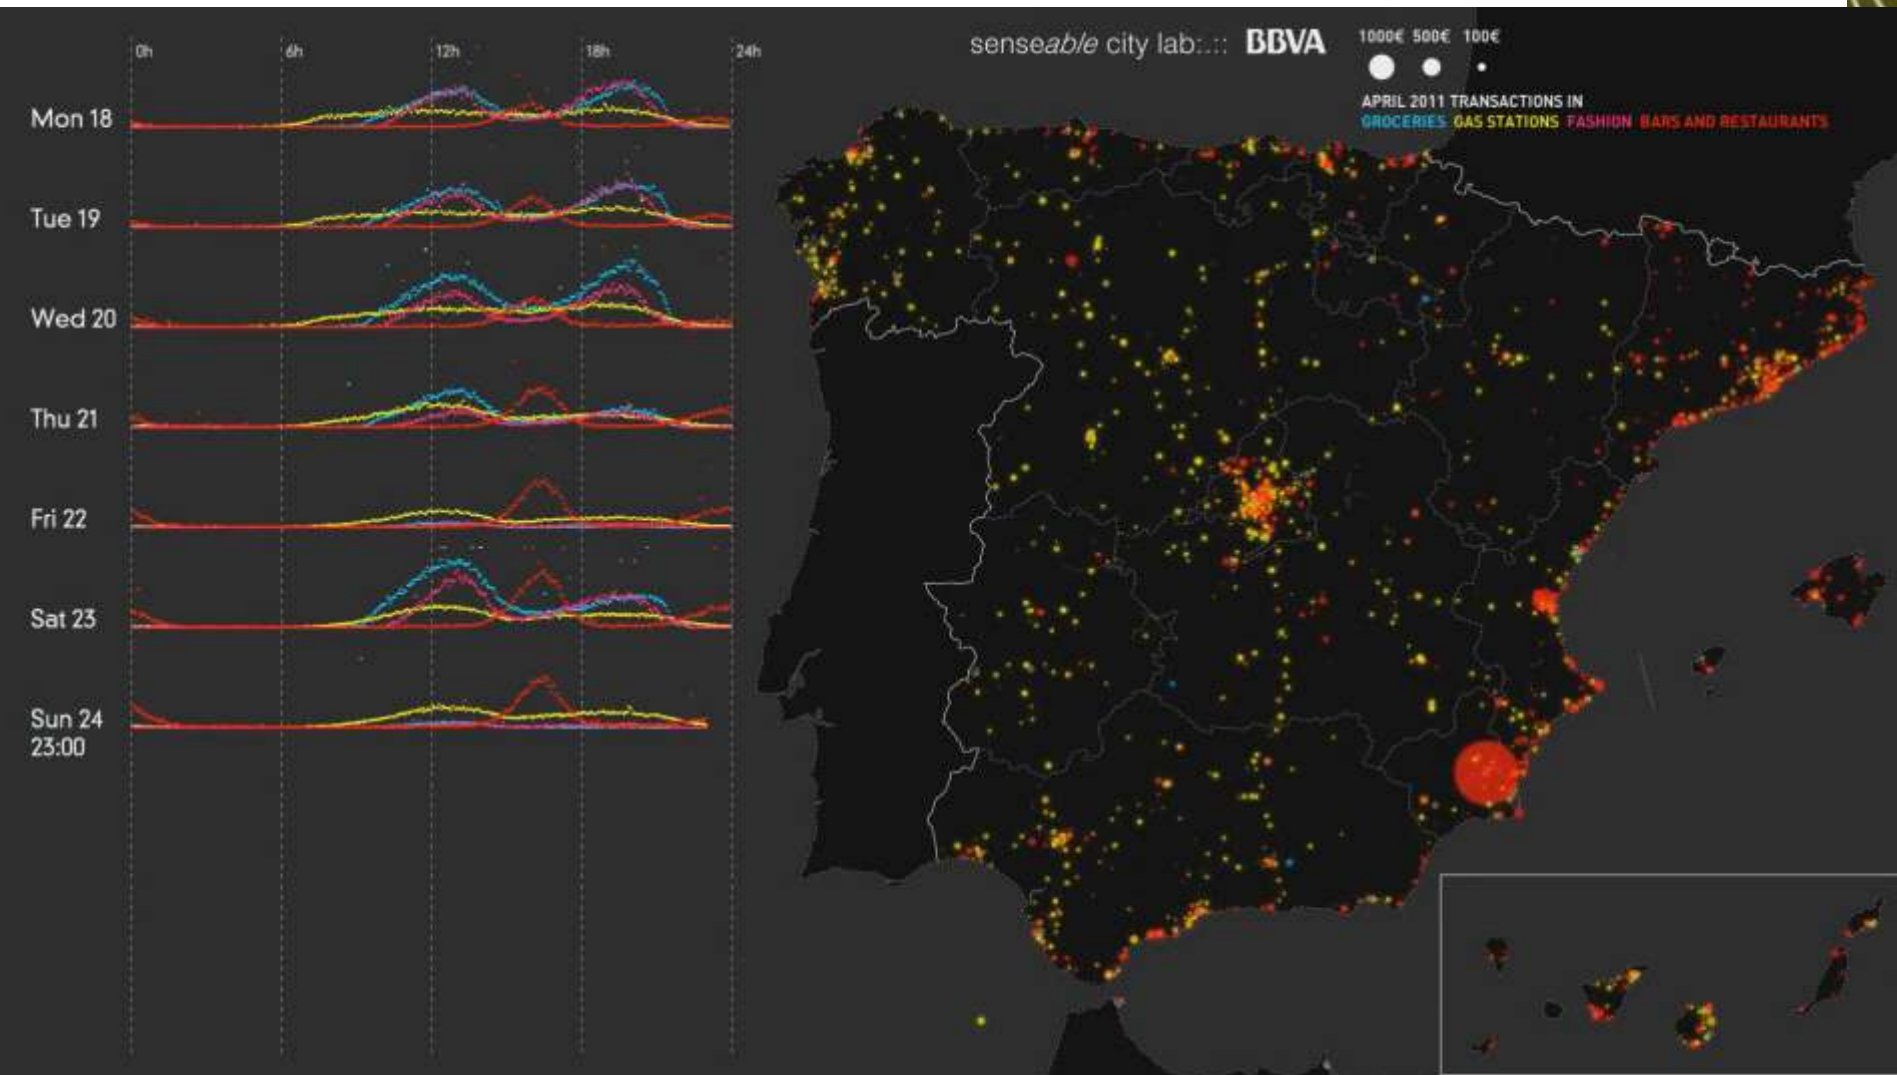 0h 6h 12h 18h 24h
Mon 18
Tue 19
Wed 20
Thu 21
Fri 22
Sat 23
Sun 24
23:00
senseable city lab:.:: BBVA
1000€ 500€ 100€
APRIL 2011 TRANSACTIONS IN
GROCERIES GAS STATIONS FASHION BARS AND RESTAURANTS